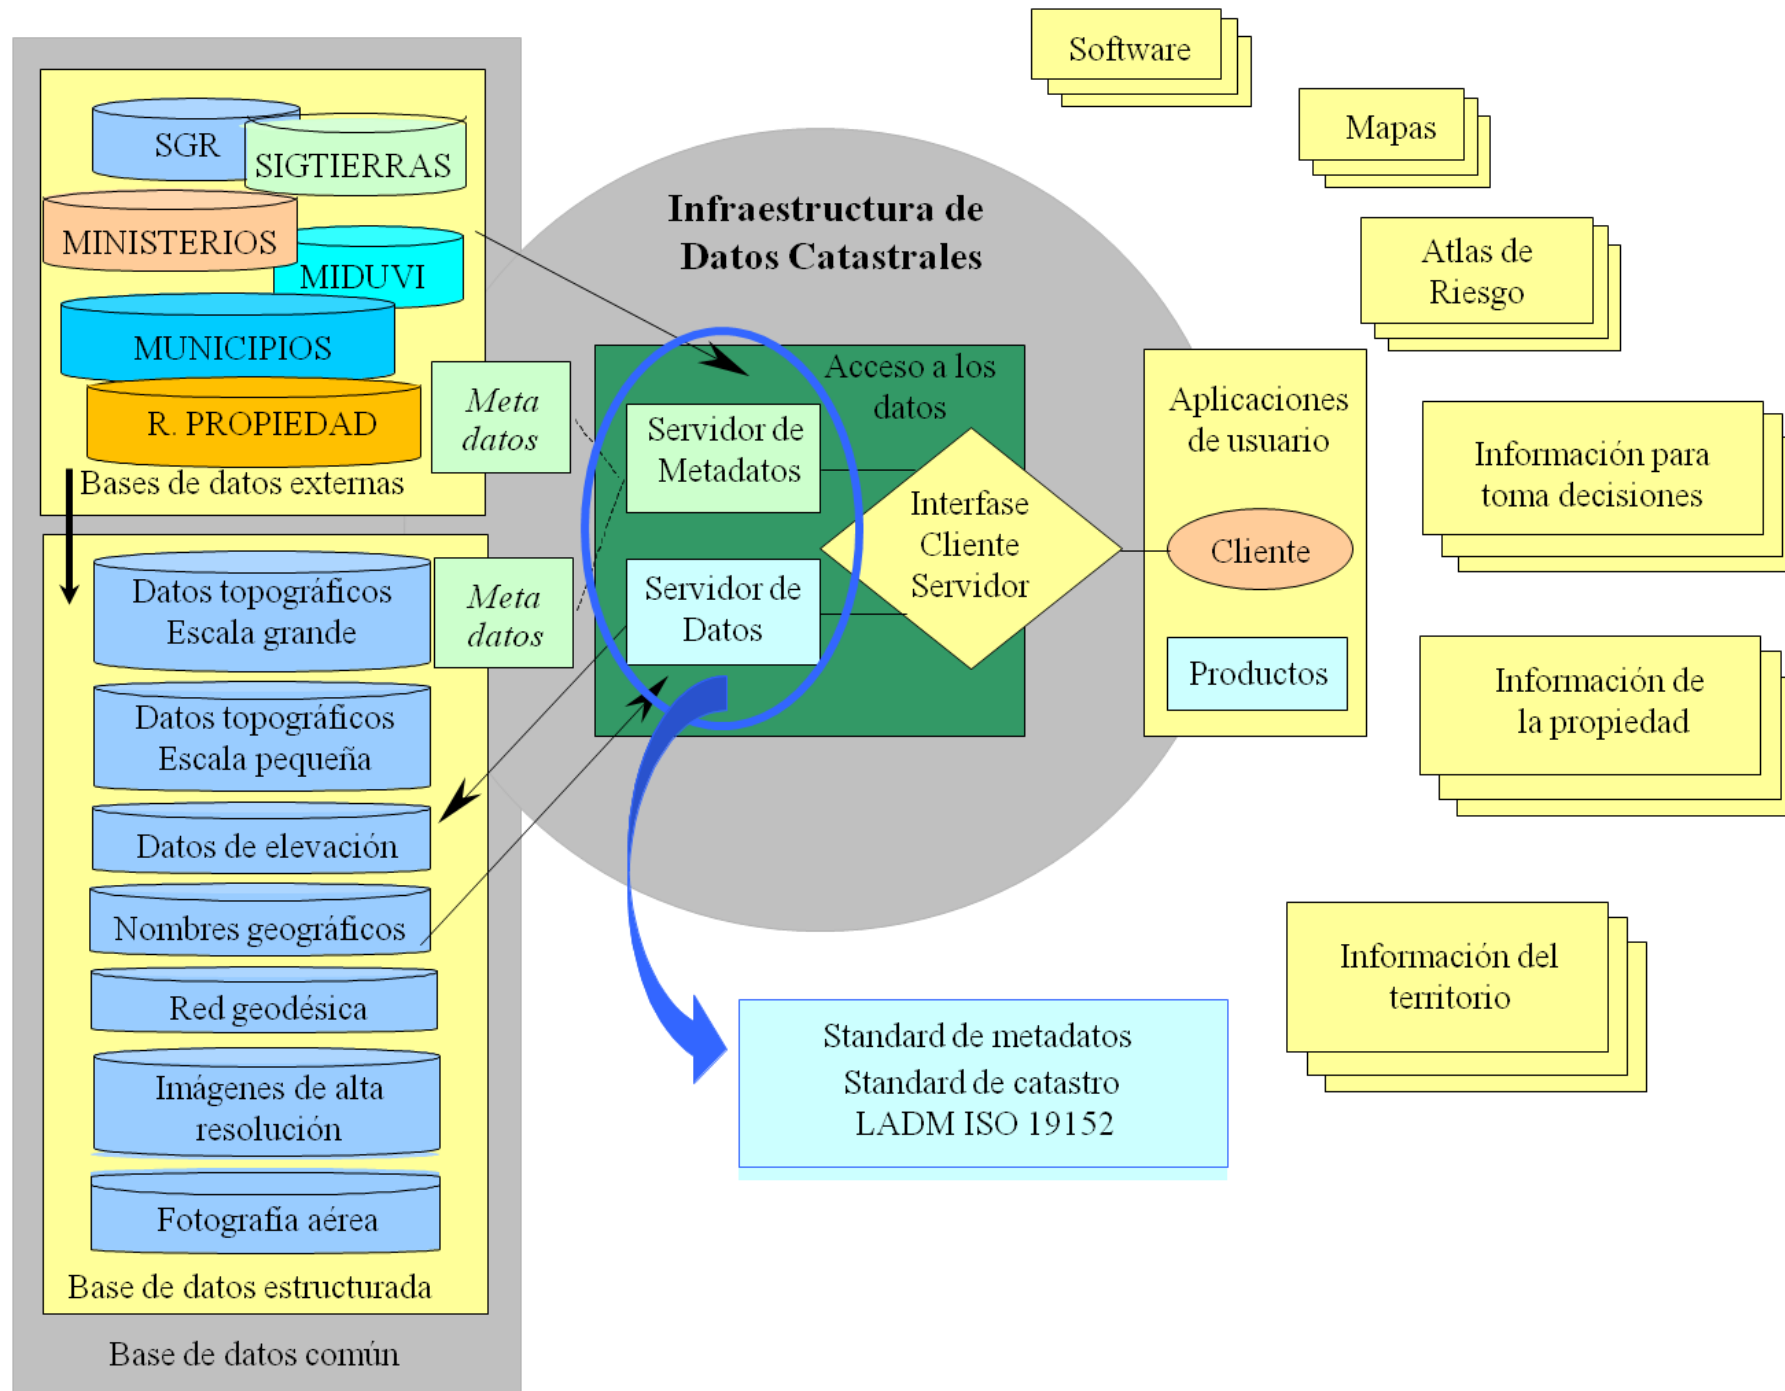 SGR
SIGTIERRAS
MINISTERIOS
MIDUVI
MUNICIPIOS
R. PROPIEDAD
Bases de datos externas
Meta
datos
Datos topográficos
Escala grande
Meta
datos
Datos topográficos
Escala pequeña
Datos de elevación
Nombres geográficos
Red geodésica
Imágenes de alta
resolución
Fotografía aérea
Base de datos estructurada
Base de datos común
Infraestructura de
Datos Catastrales
Acceso a los
datos
Servidor de
Metadatos
Servidor de
Datos
Interfase
Cliente
Servidor
Aplicaciones
de usuario
Cliente
Productos
Standard de metadatos
Standard de catastro
LADM ISO 19152
Software
Mapas
Atlas de
Riesgo
Información para
toma decisiones
Información de
la propiedad
Información del
territorio